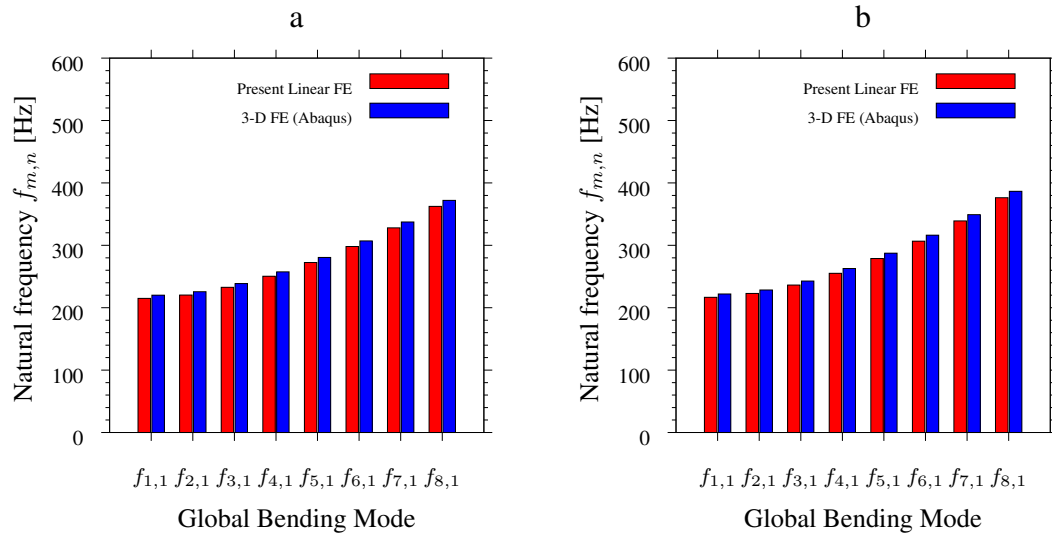 a
600
500
400
300
200
100
0
Natural frequency f_{m,n} [Hz]
Present Linear FE
3-D FE (Abaqus)
f_{1,1} f_{2,1} f_{3,1} f_{4,1} f_{5,1} f_{6,1} f_{7,1} f_{8,1}
Global Bending Mode
b
600
500
400
300
200
100
0
Natural frequency f_{m,n} [Hz]
Present Linear FE
3-D FE (Abaqus)
f_{1,1} f_{2,1} f_{3,1} f_{4,1} f_{5,1} f_{6,1} f_{7,1} f_{8,1}
Global Bending Mode